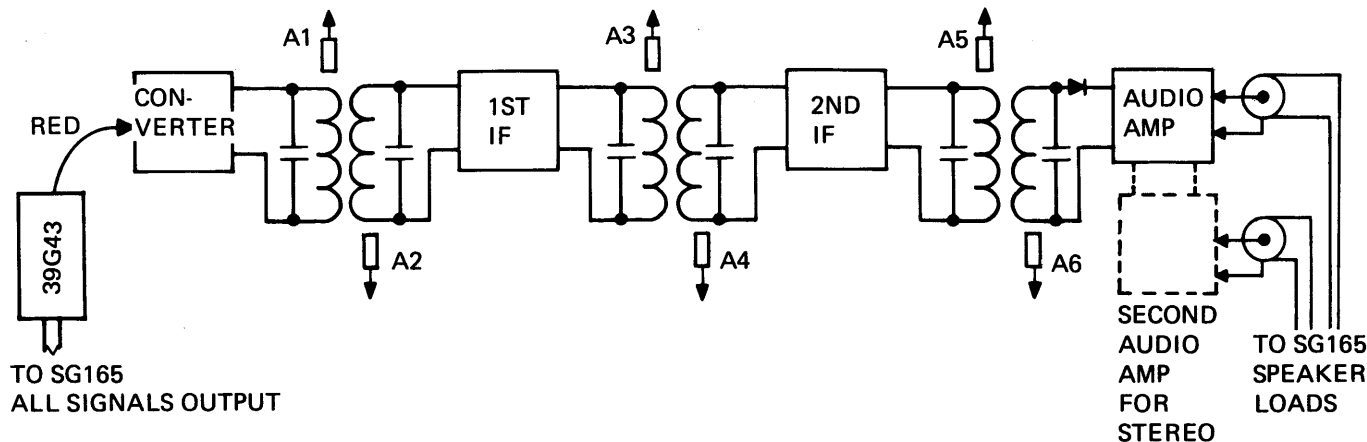 A1
A3
A5
CON-
VERTER
1ST
IF
2ND
IF
AUDIO
AMP
RED
39G43
A2
A4
A6
TO SG165
ALL SIGNALS OUTPUT
SECOND
AUDIO
AMP
FOR
STEREO
TO SG165
SPEAKER
LOADS